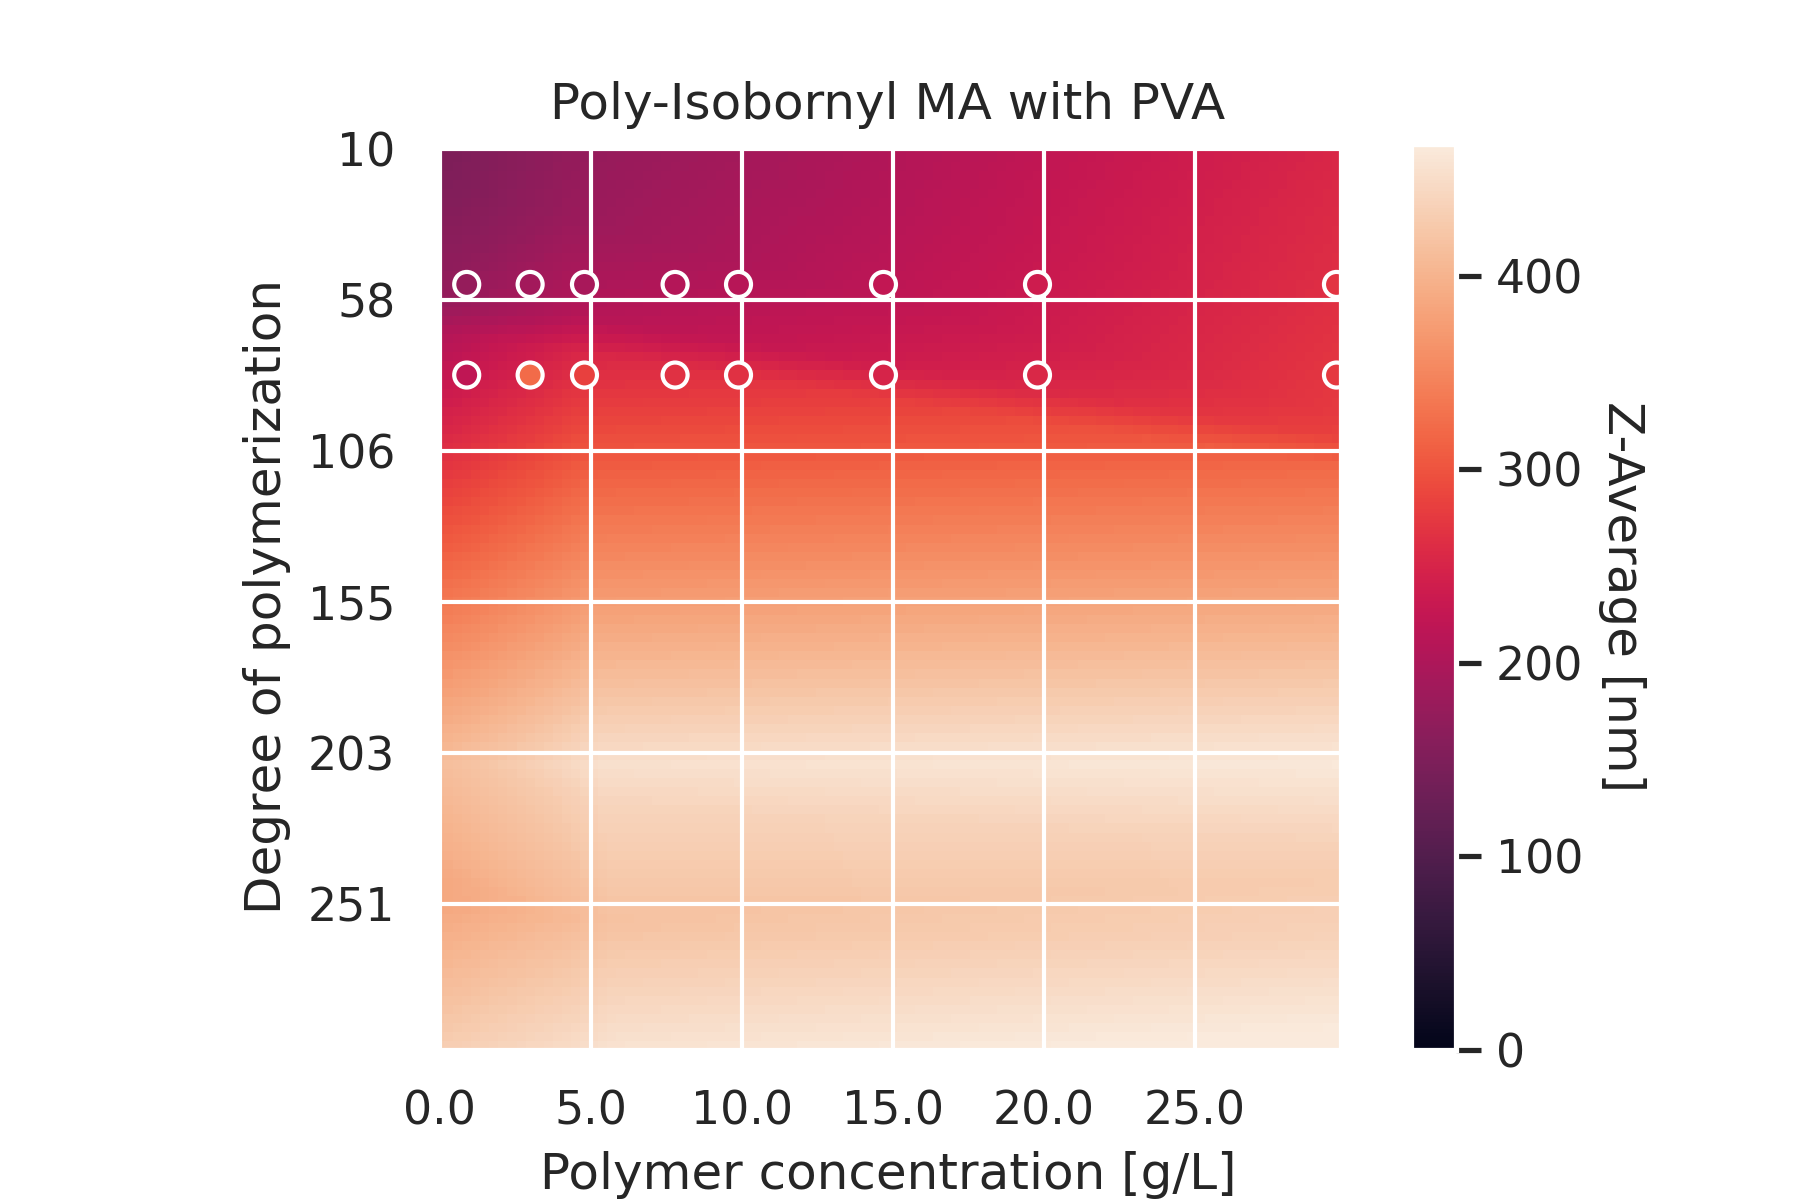 Poly-Isobornyl MA with PVA
Degree of polymerization
10
58
106
155
203
251
0.0 5.0 10.0 15.0 20.0 25.0
Polymer concentration [g/L]
400
300
200
100
0
Z-Average [nm]